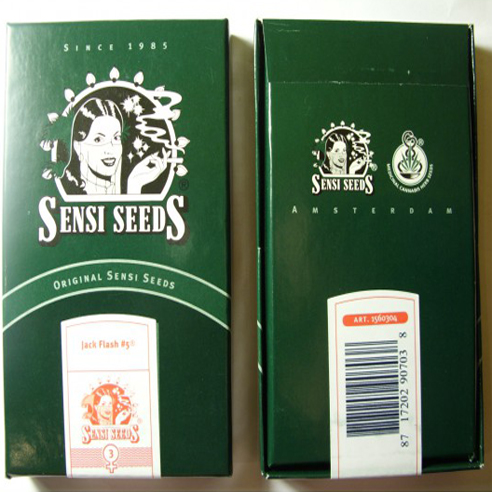 SINCE 1985
SENSI SEEDS
ORIGINAL SENSI SEEDS
Jack Flash #5®
SENSI SEEDS
3
SENSI SEEDS
AMSTERDAM
ART. 1560304
8 717202 907038